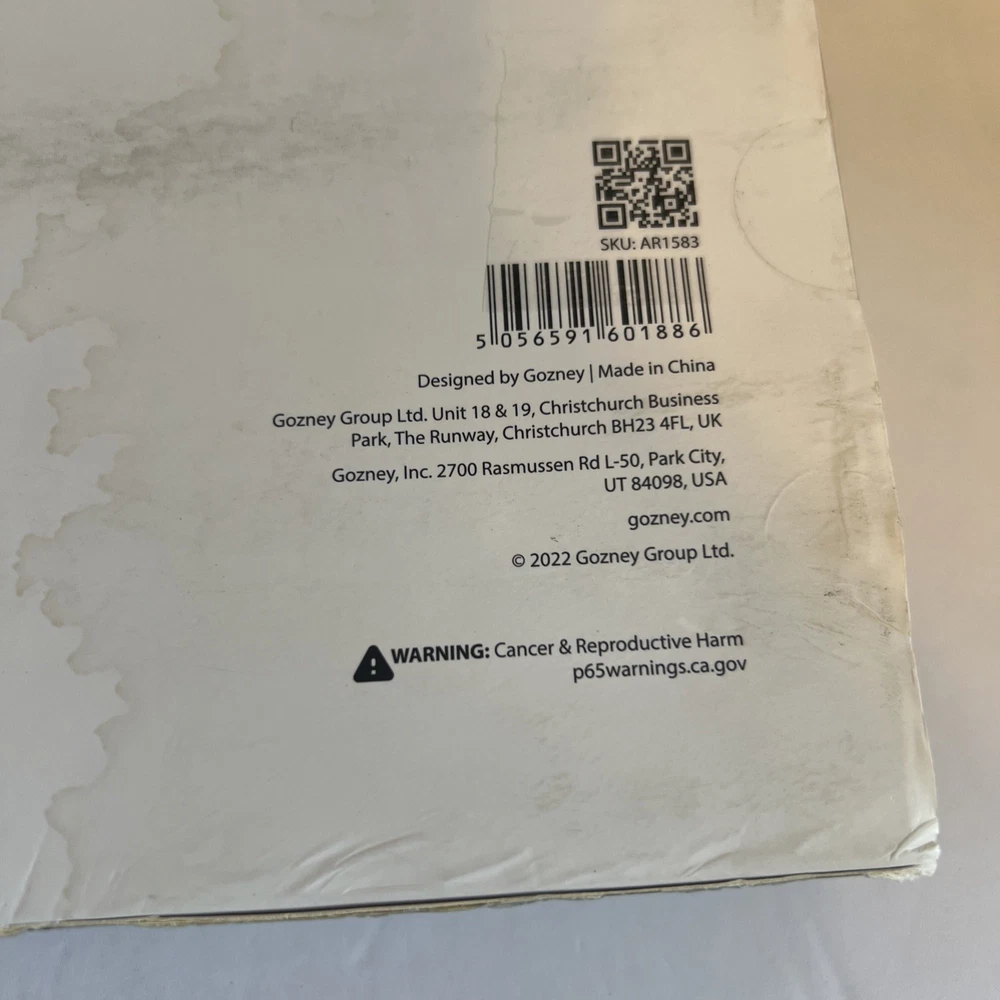 SKU: AR1583
5 056591 601886
Designed by Gozney | Made in China
Gozney Group Ltd. Unit 18 & 19, Christchurch Business
Park, The Runway, Christchurch BH23 4FL, UK
Gozney, Inc. 2700 Rasmussen Rd L-50, Park City,
UT 84098, USA
gozney.com
© 2022 Gozney Group Ltd.
WARNING: Cancer & Reproductive Harm
p65warnings.ca.gov